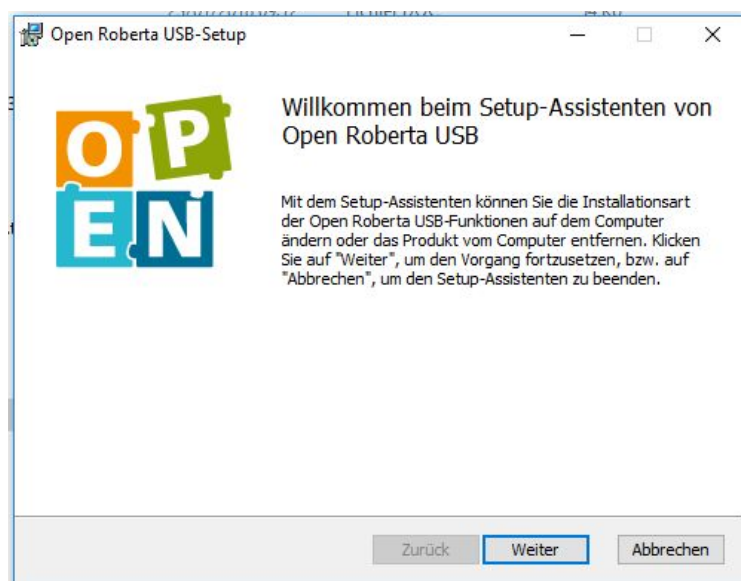 Open Roberta USB-Setup
OPEN
Willkommen beim Setup-Assistenten von
Open Roberta USB
Mit dem Setup-Assistenten können Sie die Installationsart
der Open Roberta USB-Funktionen auf dem Computer
ändern oder das Produkt vom Computer entfernen. Klicken
Sie auf "Weiter", um den Vorgang fortzusetzen, bzw. auf
"Abbrechen", um den Setup-Assistenten zu beenden.
Zurück Weiter Abbrechen